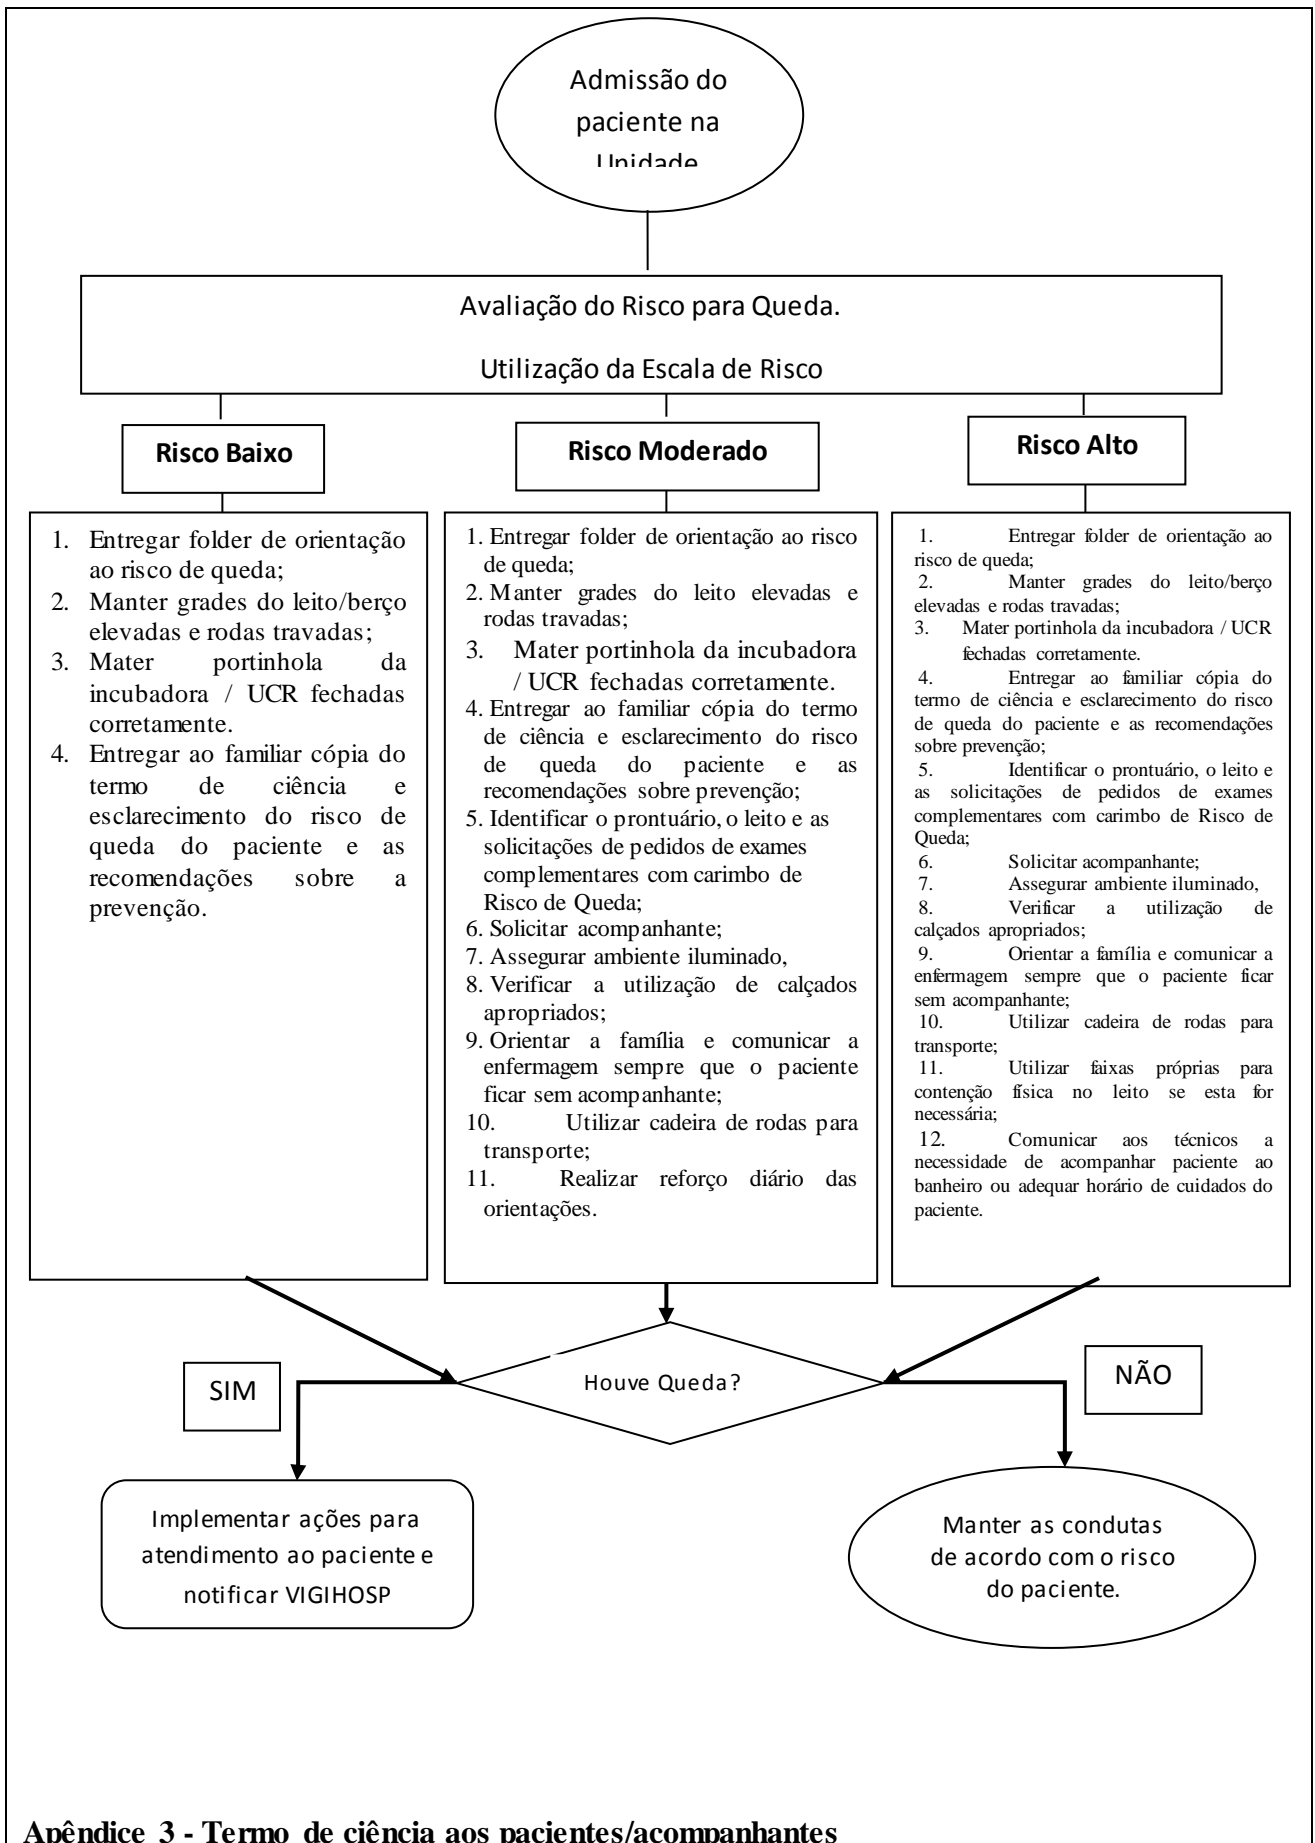 Admissão do
paciente na
Unidade
Avaliação do Risco para Queda.
Utilização da Escala de Risco
Risco Baixo
Risco Moderado
Risco Alto
1. Entregar folder de orientação
ao risco de queda;
2. Manter grades do leito/berço
elevadas e rodas travadas;
3. Mater portinhola da
incubadora / UCR fechadas
corretamente.
4. Entregar ao familiar cópia do
termo de ciência e
esclarecimento do risco de
queda do paciente e as
recomendações sobre a
prevenção.
1. Entregar folder de orientação ao risco
de queda;
2. Manter grades do leito elevadas e
rodas travadas;
3. Mater portinhola da incubadora
/ UCR fechadas corretamente.
4. Entregar ao familiar cópia do termo
de ciência e esclarecimento do risco
de queda do paciente e as
recomendações sobre prevenção;
5. Identificar o prontuário, o leito e as
solicitações de pedidos de exames
complementares com carimbo de
Risco de Queda;
6. Solicitar acompanhante;
7. Assegurar ambiente iluminado,
8. Verificar a utilização de calçados
apropriados;
9. Orientar a família e comunicar a
enfermagem sempre que o paciente
ficar sem acompanhante;
10. Utilizar cadeira de rodas para
transporte;
11. Realizar reforço diário das
orientações.
1. Entregar folder de orientação ao
risco de queda;
2. Manter grades do leito/berço
elevadas e rodas travadas;
3. Mater portinhola da incubadora / UCR
fechadas corretamente.
4. Entregar ao familiar cópia do
termo de ciência e esclarecimento do risco
de queda do paciente e as recomendações
sobre prevenção;
5. Identificar o prontuário, o leito e
as solicitações de pedidos de exames
complementares com carimbo de Risco de
Queda;
6. Solicitar acompanhante;
7. Assegurar ambiente iluminado,
8. Verificar a utilização de
calçados apropriados;
9. Orientar a família e comunicar a
enfermagem sempre que o paciente ficar
sem acompanhante;
10. Utilizar cadeira de rodas para
transporte;
11. Utilizar faixas próprias para
contenção física no leito se esta for
necessária;
12. Comunicar aos técnicos a
necessidade de acompanhar paciente ao
banheiro ou adequar horário de cuidados do
paciente.
SIM
Houve Queda?
NÃO
Implementar ações para
atendimento ao paciente e
notificar VIGIHOSP
Manter as condutas
de acordo com o risco
do paciente.
Apêndice 3 - Termo de ciência aos pacientes/acompanhantes